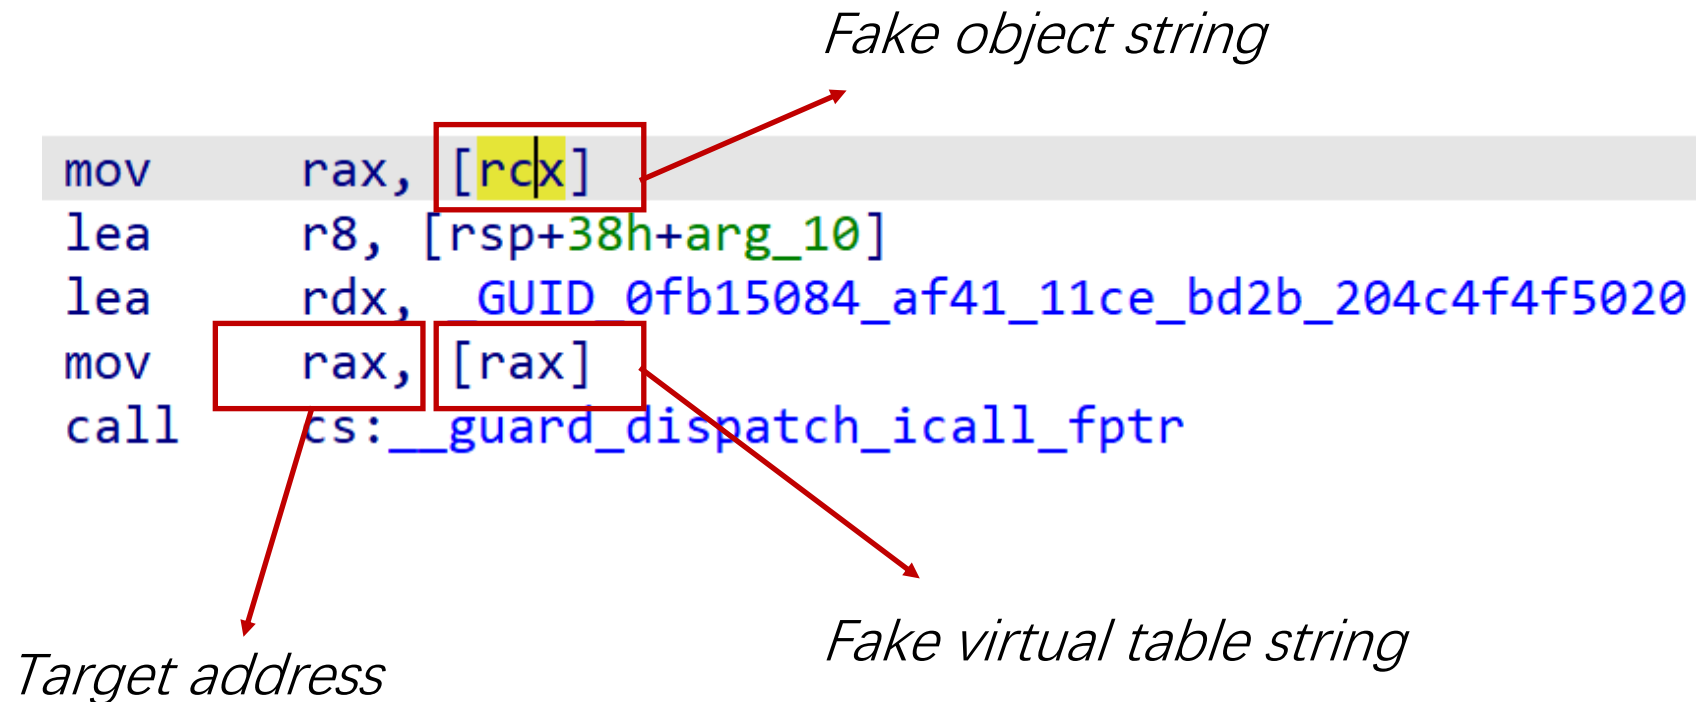 Fake object string
mov rax, [rcx]
lea r8, [rsp+38h+arg_10]
lea rdx, _GUID_0fb15084_af41_11ce_bd2b_204c4f4f5020
mov rax, [rax]
call cs:__guard_dispatch_icall_fptr
Fake virtual table string
Target address